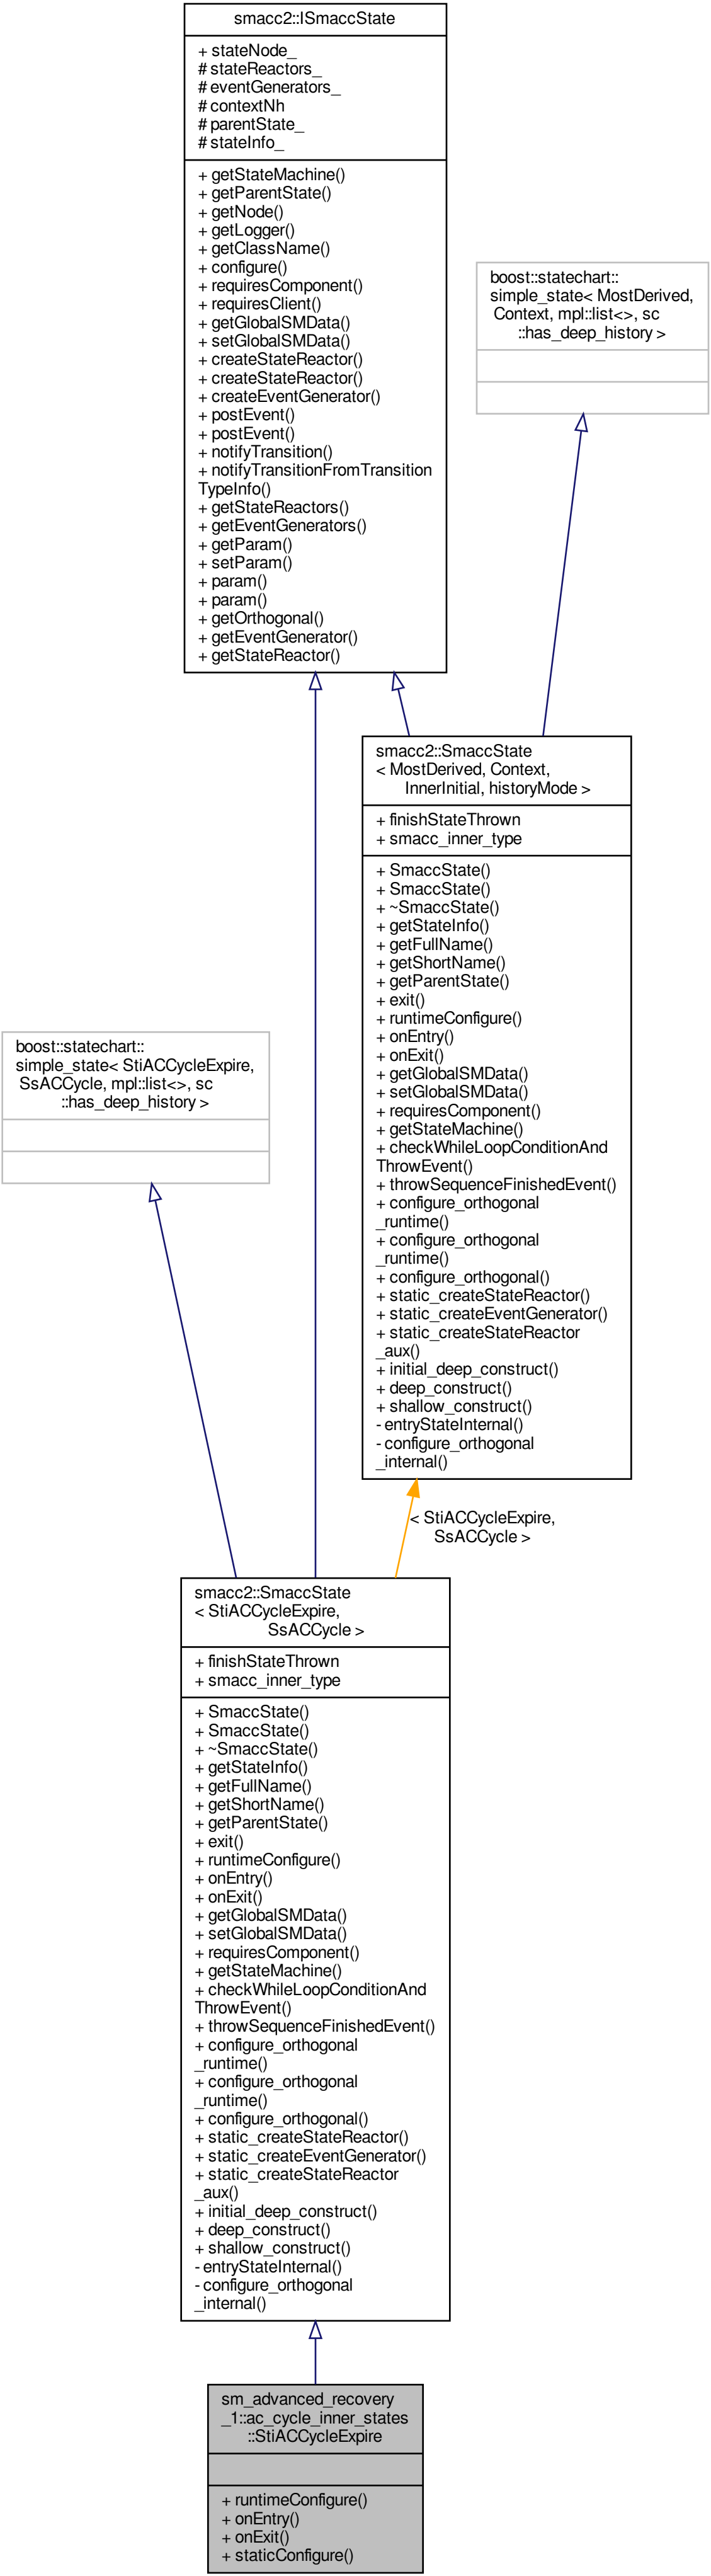 smacc2::ISmaccState
+ stateNode_
# stateReactors_
# eventGenerators_
# contextNh
# parentState_
# stateInfo_
+ getStateMachine()
+ getParentState()
+ getNode()
+ getLogger()
+ getClassName()
+ configure()
+ requiresComponent()
+ requiresClient()
+ getGlobalSMData()
+ setGlobalSMData()
+ createStateReactor()
+ createStateReactor()
+ createEventGenerator()
+ postEvent()
+ postEvent()
+ notifyTransition()
+ notifyTransitionFromTransition
TypeInfo()
+ getStateReactors()
+ getEventGenerators()
+ getParam()
+ setParam()
+ param()
+ param()
+ getOrthogonal()
+ getEventGenerator()
+ getStateReactor()
boost::statechart::
simple_state< MostDerived,
Context, mpl::list<>, sc
::has_deep_history >
smacc2::SmaccState
< MostDerived, Context,
InnerInitial, historyMode >
+ finishStateThrown
+ smacc_inner_type
+ SmaccState()
+ SmaccState()
+ ~SmaccState()
+ getStateInfo()
+ getFullName()
+ getShortName()
+ getParentState()
+ exit()
+ runtimeConfigure()
+ onEntry()
+ onExit()
+ getGlobalSMData()
+ setGlobalSMData()
+ requiresComponent()
+ getStateMachine()
+ checkWhileLoopConditionAnd
ThrowEvent()
+ throwSequenceFinishedEvent()
+ configure_orthogonal
_runtime()
+ configure_orthogonal
_runtime()
+ configure_orthogonal()
+ static_createStateReactor()
+ static_createEventGenerator()
+ static_createStateReactor
_aux()
+ initial_deep_construct()
+ deep_construct()
+ shallow_construct()
- entryStateInternal()
- configure_orthogonal
_internal()
boost::statechart::
simple_state< StiACCycleExpire,
SsACCycle, mpl::list<>, sc
::has_deep_history >
< StiACCycleExpire,
SsACCycle >
smacc2::SmaccState
< StiACCycleExpire,
SsACCycle >
+ finishStateThrown
+ smacc_inner_type
+ SmaccState()
+ SmaccState()
+ ~SmaccState()
+ getStateInfo()
+ getFullName()
+ getShortName()
+ getParentState()
+ exit()
+ runtimeConfigure()
+ onEntry()
+ onExit()
+ getGlobalSMData()
+ setGlobalSMData()
+ requiresComponent()
+ getStateMachine()
+ checkWhileLoopConditionAnd
ThrowEvent()
+ throwSequenceFinishedEvent()
+ configure_orthogonal
_runtime()
+ configure_orthogonal
_runtime()
+ configure_orthogonal()
+ static_createStateReactor()
+ static_createEventGenerator()
+ static_createStateReactor
_aux()
+ initial_deep_construct()
+ deep_construct()
+ shallow_construct()
- entryStateInternal()
- configure_orthogonal
_internal()
sm_advanced_recovery
_1::ac_cycle_inner_states
::StiACCycleExpire
+ runtimeConfigure()
+ onEntry()
+ onExit()
+ staticConfigure()